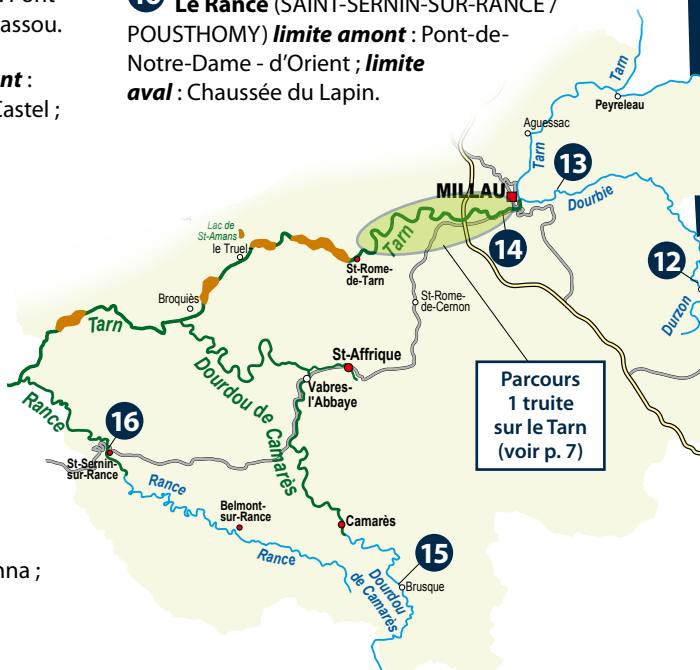 assou.
nt :
Castel ;
nna ;
Le Rance (SAINT-SERNIN-SUR-RANCE /
POUSTHOMY) limite amont : Pont-de-
Notre-Dame - d'Orient ; limite
aval : Chaussée du Lapin.
Tarn
Peyreleau
Aguessac
Tarn
13
MILLAU
Dourbie
14
12
Durzon
Lac de
St-Amans
le Truel
Tarn
St-Rome-
de-Tarn
Broquiès
St-Rome-
de-Cernon
Tarn
St-Affrique
Vabres-
l'Abbaye
Dourdou de Camarès
Parcours
1 truite
sur le Tarn
(voir p. 7)
Rance
16
St-Sernin-
sur-Rance
Rance
Belmont-
sur-Rance
Rance
Camarès
15
Brusque
Dourdou
de Camarès